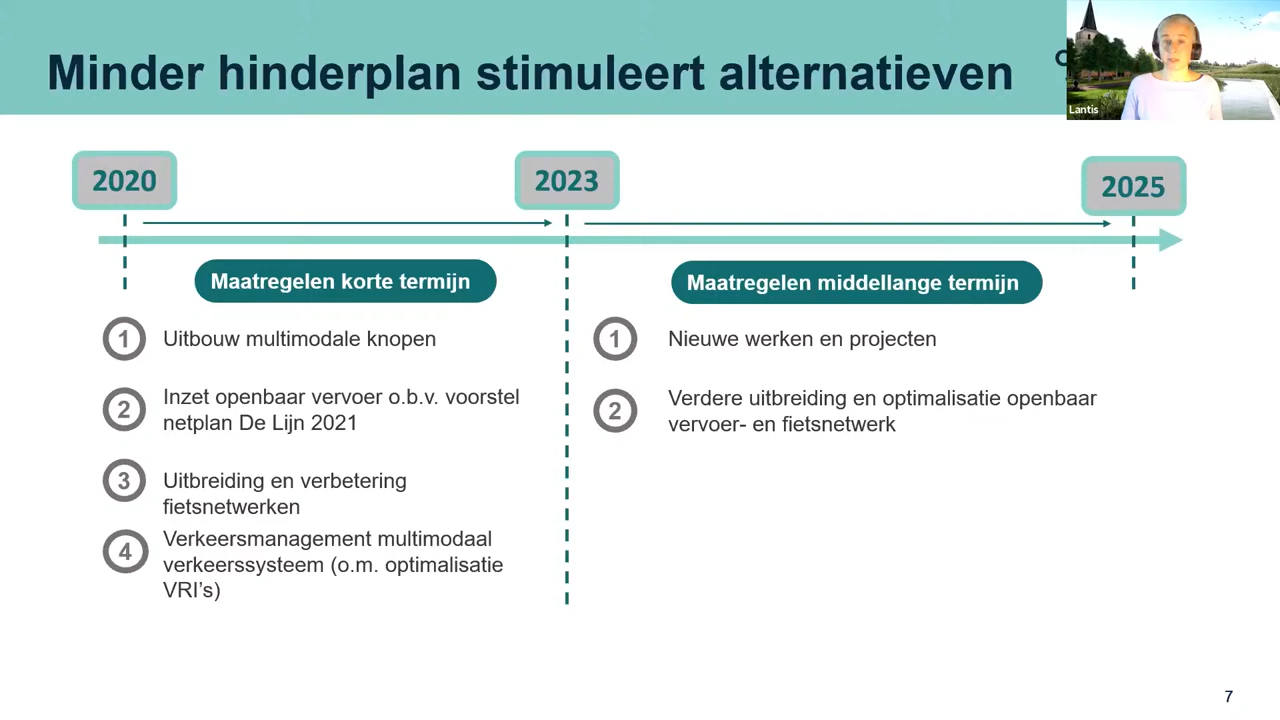 Minder hinderplan stimuleert alternatieven
Lantis
2020
2023
2025
Maatregelen korte termijn
1
Uitbouw multimodale knopen
2
Inzet openbaar vervoer o.b.v. voorstel
netplan De Lijn 2021
3
Uitbreiding en verbetering
fietsnetwerken
4
Verkeersmanagement multimodaal
verkeerssysteem (o.m. optimalisatie
VRI’s)
Maatregelen middellange termijn
1
Nieuwe werken en projecten
2
Verdere uitbreiding en optimalisatie openbaar
vervoer- en fietsnetwerk
7